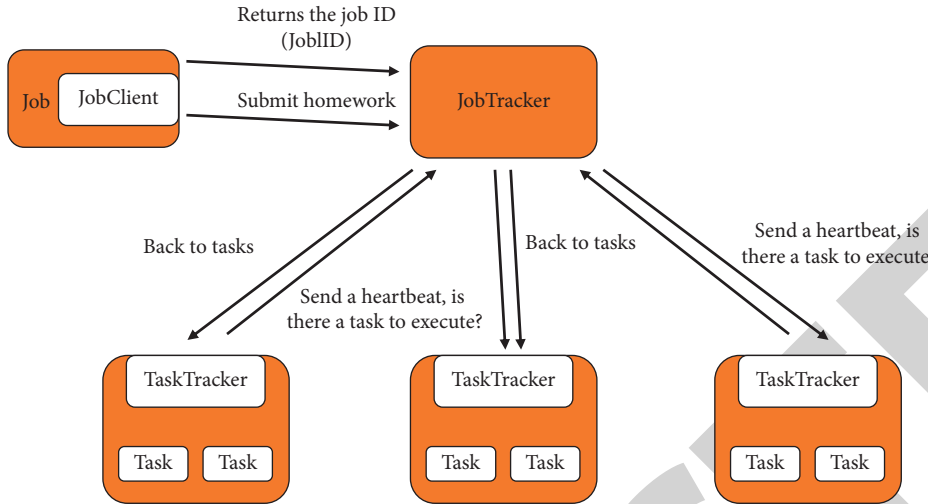 Returns the job ID
(JoblID)
Job
JobClient
Submit homework
JobTracker
Back to tasks
Send a heartbeat, is
there a task to execute?
Back to tasks
Send a heartbeat, is
there a task to execute
TaskTracker
Task
Task
TaskTracker
Task
Task
TaskTracker
Task
Task